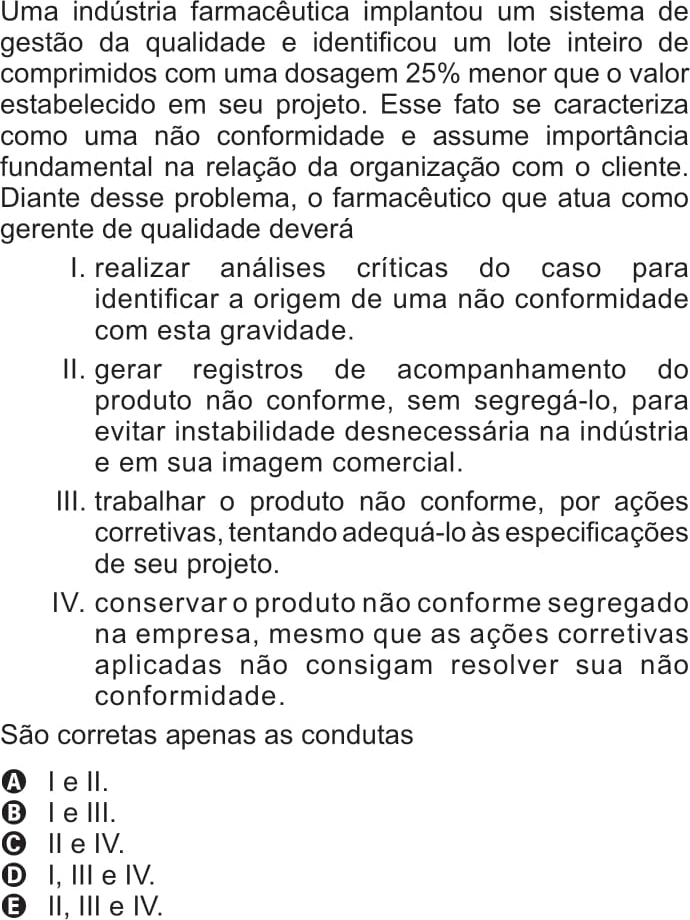 Uma indústria farmacêutica implantou um sistema de
gestão da qualidade e identificou um lote inteiro de
comprimidos com uma dosagem 25% menor que o valor
estabelecido em seu projeto. Esse fato se caracteriza
como uma não conformidade e assume importância
fundamental na relação da organização com o cliente.
Diante desse problema, o farmacêutico que atua como
gerente de qualidade deverá
I. realizar análises críticas do caso para
identificar a origem de uma não conformidade
com esta gravidade.
II. gerar registros de acompanhamento do
produto não conforme, sem segregá-lo, para
evitar instabilidade desnecessária na indústria
e em sua imagem comercial.
III. trabalhar o produto não conforme, por ações
corretivas, tentando adequá-lo às especificações
de seu projeto.
IV. conservar o produto não conforme segregado
na empresa, mesmo que as ações corretivas
aplicadas não consigam resolver sua não
conformidade.
São corretas apenas as condutas
A I e II.
B I e III.
C II e IV.
D I, III e IV.
E II, III e IV.